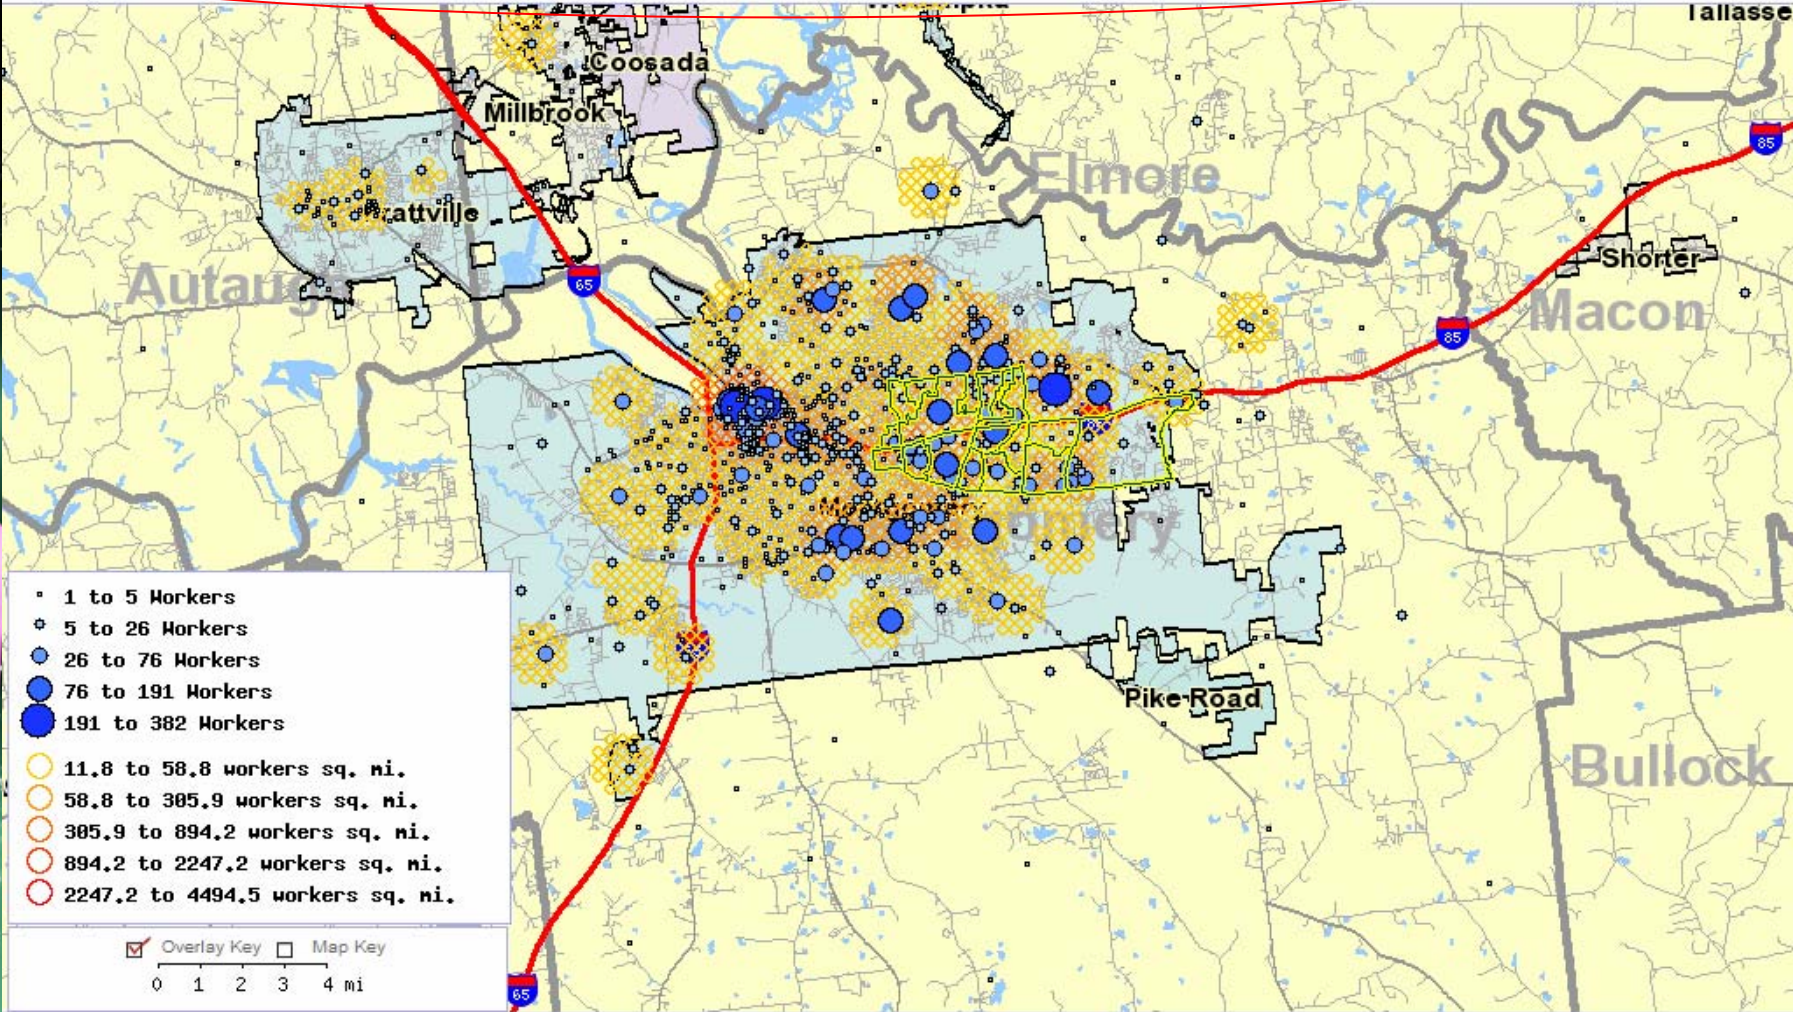 Tallasse
Coosada
Millbrook
Elmore
85
rattville
Shorter
Autaug
65
Macon
85
1 to 5 Workers
5 to 26 Workers
26 to 76 Workers
76 to 191 Workers
191 to 382 Workers
11.8 to 58.8 workers sq. mi.
58.8 to 305.9 workers sq. mi.
305.9 to 894.2 workers sq. mi.
894.2 to 2247.2 workers sq. mi.
2247.2 to 4494.5 workers sq. mi.
Pike Road
Bullock
Overlay Key Map Key
0 1 2 3 4 mi
65